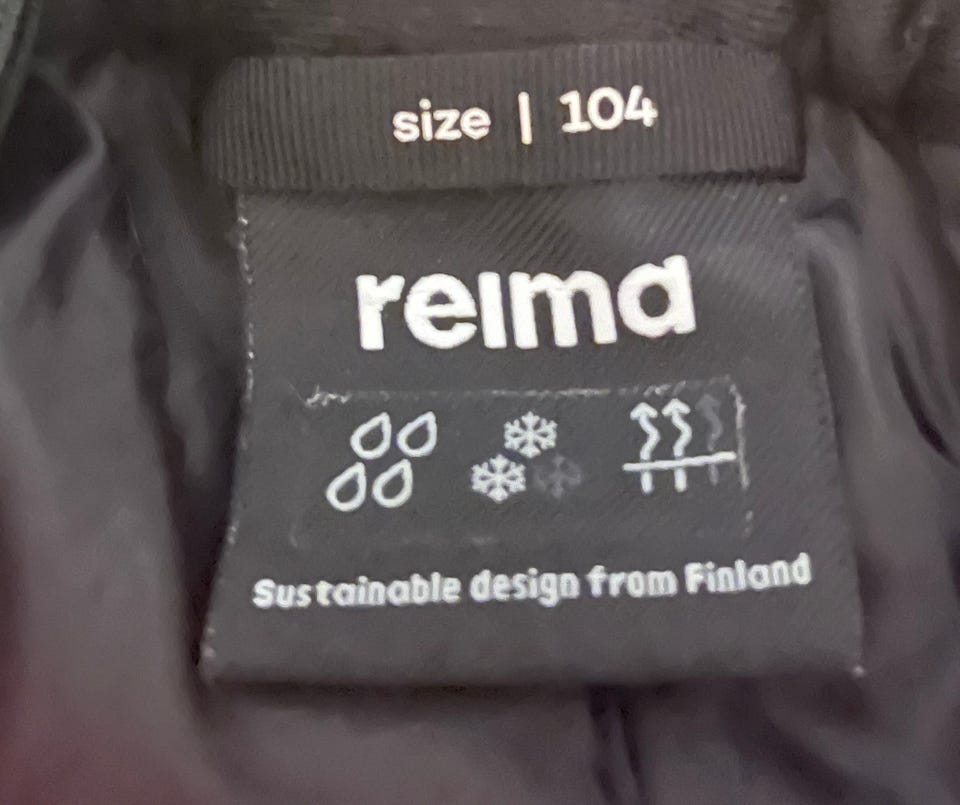 size | 104
reima
Sustainable design from Finland